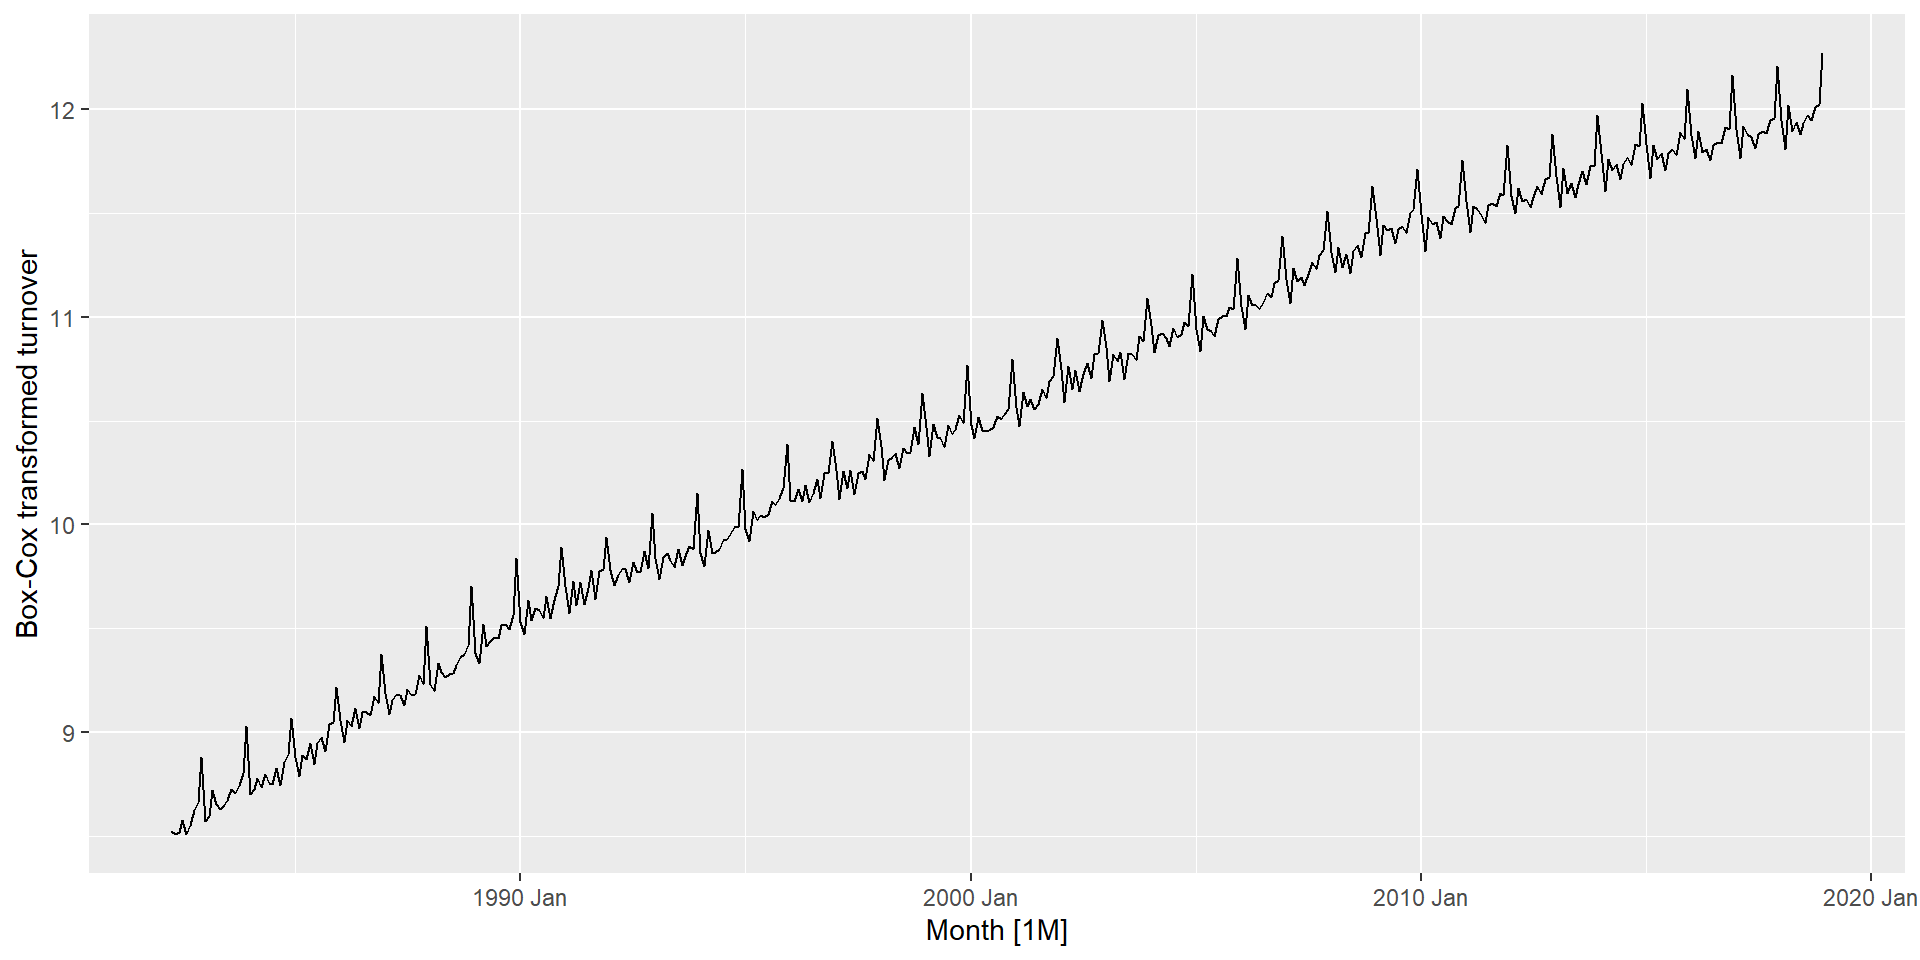 Box-Cox transformed turnover
12
11
10
9
1990 Jan
2000 Jan
2010 Jan
2020 Jan
Month [1M]